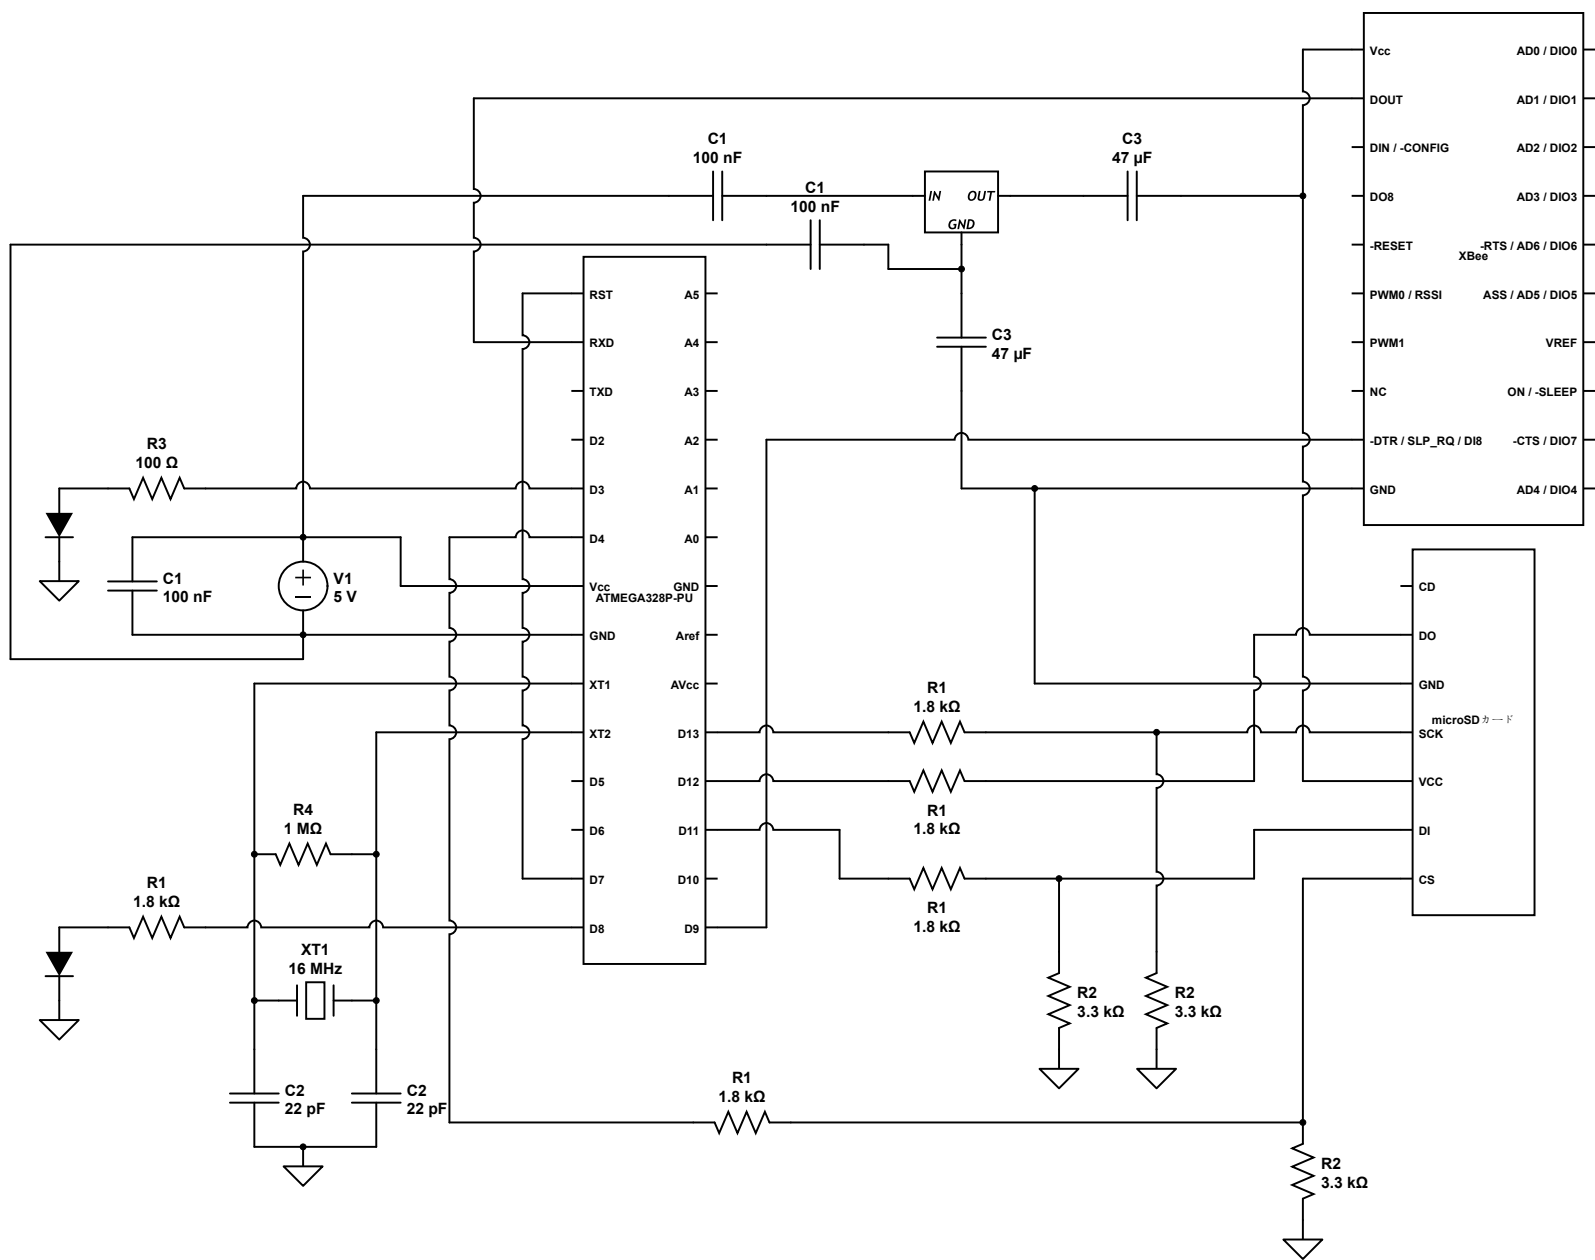 Vcc
DOUT
DIN / -CONFIG
DO8
-RESET
PWM0 / RSSI
PWM1
NC
-DTR / SLP_RQ / DI8
GND
XBee
AD0 / DIO0
AD1 / DIO1
AD2 / DIO2
AD3 / DIO3
-RTS / AD6 / DIO6
ASS / AD5 / DIO5
VREF
ON / -SLEEP
-CTS / DIO7
AD4 / DIO4
C1
100 nF
C1
100 nF
IN
OUT
GND
C3
47 µF
C3
47 µF
RST
RXD
TXD
D2
D3
D4
Vcc
GND
XT1
XT2
D5
D6
D7
D8
ATMEGA328P-PU
A5
A4
A3
A2
A1
A0
GND
Aref
AVcc
D13
D12
D11
D10
D9
R3
100 Ω
C1
100 nF
V1
5 V
R4
1 MΩ
R1
1.8 kΩ
XT1
16 MHz
C2
22 pF
C2
22 pF
R1
1.8 kΩ
R1
1.8 kΩ
R1
1.8 kΩ
R2
3.3 kΩ
R2
3.3 kΩ
R1
1.8 kΩ
R2
3.3 kΩ
CD
DO
GND
microSDカード
SCK
VCC
DI
CS